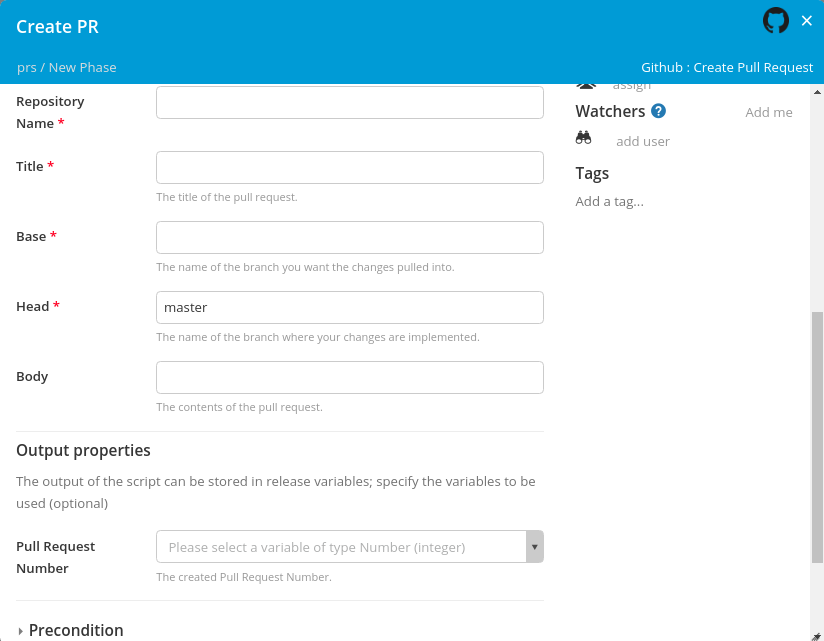 Create PR
prs / New Phase
Github : Create Pull Request
Repository
Name *
Title *
The title of the pull request.
Base *
The name of the branch you want the changes pulled into.
Head *
master
The name of the branch where your changes are implemented.
Body
The contents of the pull request.
Output properties
The output of the script can be stored in release variables; specify the variables to be
used (optional)
Pull Request
Number
Please select a variable of type Number (integer)
The created Pull Request Number.
Precondition
assign
Watchers ?
Add me
add user
Tags
Add a tag...